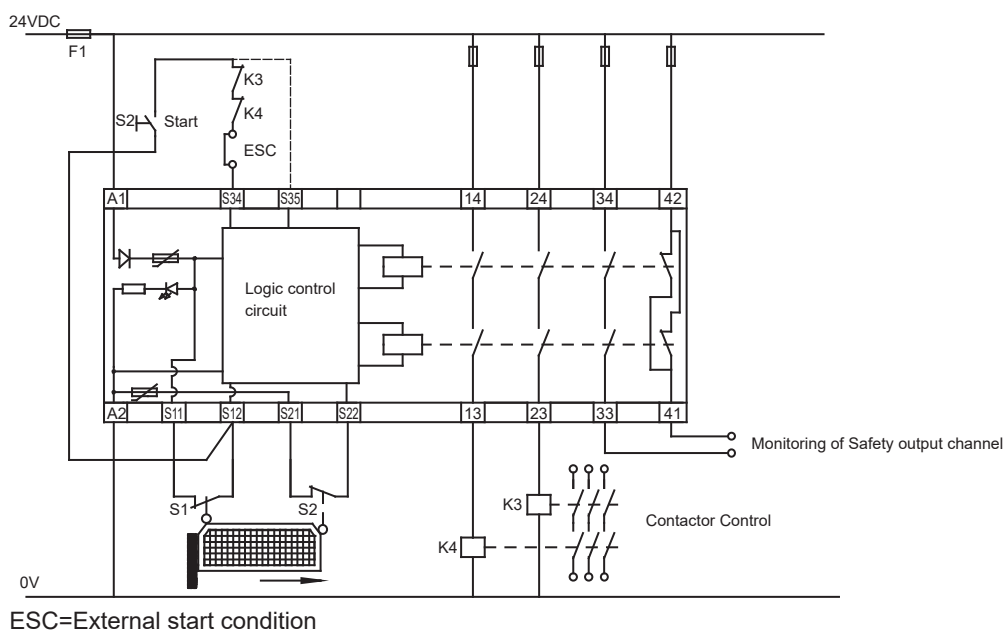 24VDC
F1
K3
S2 Start
K4
ESC
A1 S34 S35 14 24 34 42
Logic control
circuit
A2 S11 S12 S21 S22 13 23 33 41
Monitoring of Safety output channel
S1 S2
K3
Contactor Control
K4
0V
ESC=External start condition